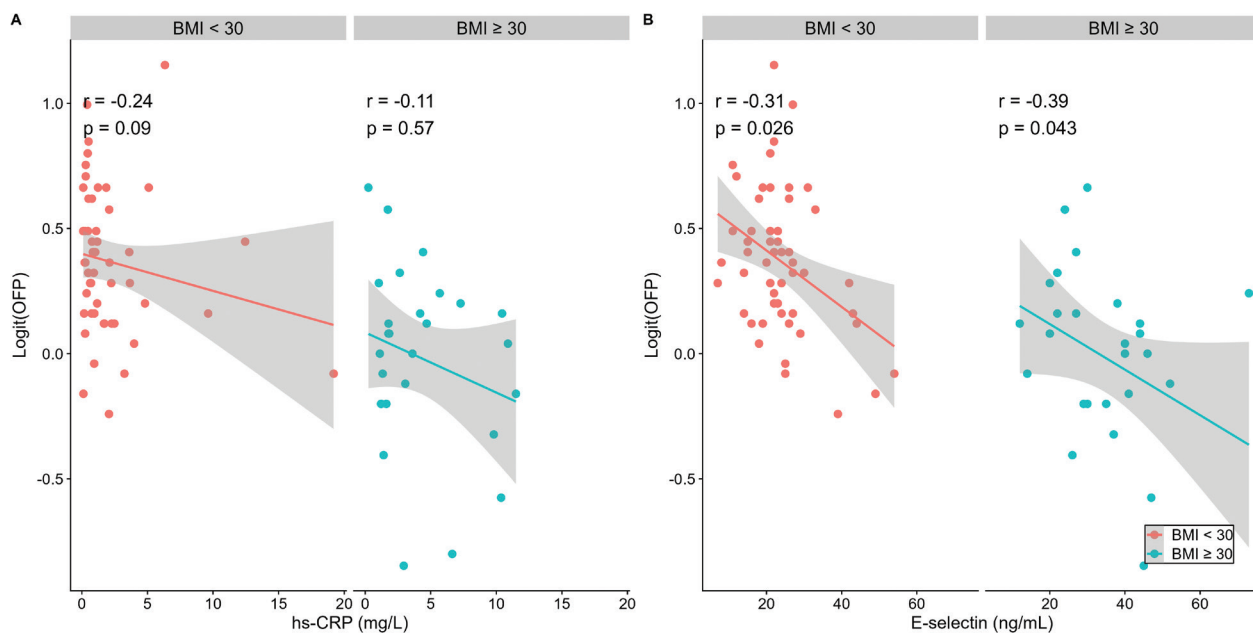 A
BMI < 30
BMI ≥ 30
r = -0.24
p = 0.09
r = -0.11
p = 0.57
Logit(OFP)
1.0
0.5
0.0
-0.5
0
5
10
15
20
0
5
10
15
20
hs-CRP (mg/L)
B
BMI < 30
BMI ≥ 30
r = -0.31
p = 0.026
r = -0.39
p = 0.043
Logit(OFP)
1.0
0.5
0.0
-0.5
BMI < 30
BMI ≥ 30
20
40
60
20
40
60
E-selectin (ng/mL)